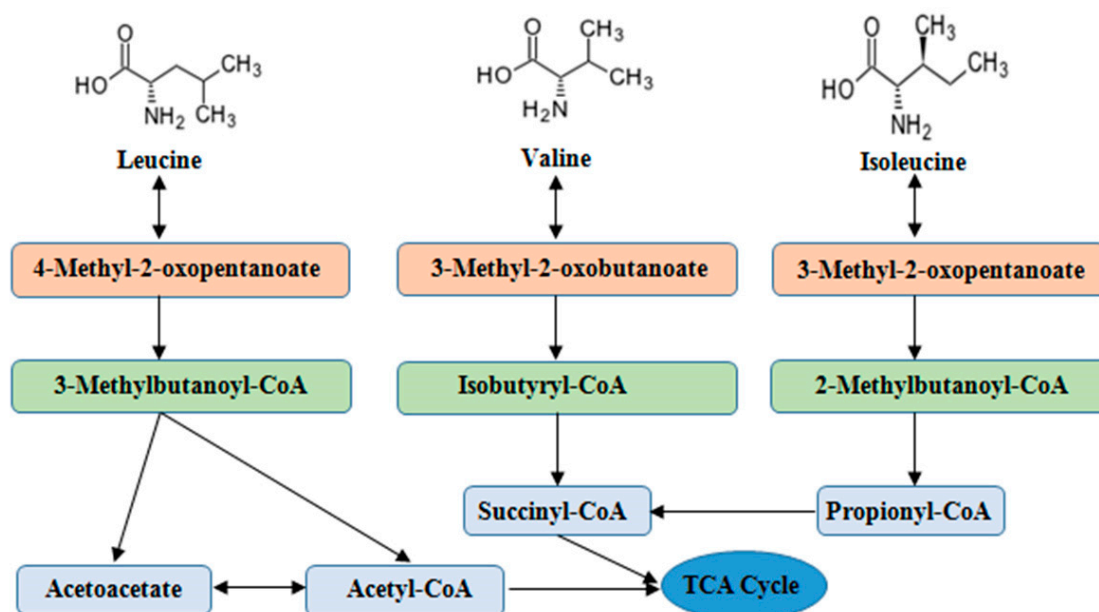 O
HO
NH2
CH3
CH3
Leucine
O
HO
H2N
CH3
CH3
Valine
O
HO
NH2
CH3
CH3
Isoleucine
4-Methyl-2-oxopentanoate
3-Methyl-2-oxobutanoate
3-Methyl-2-oxopentanoate
3-Methylbutanoyl-CoA
Isobutyryl-CoA
2-Methylbutanoyl-CoA
Succinyl-CoA
Propionyl-CoA
Acetoacetate
Acetyl-CoA
TCA Cycle